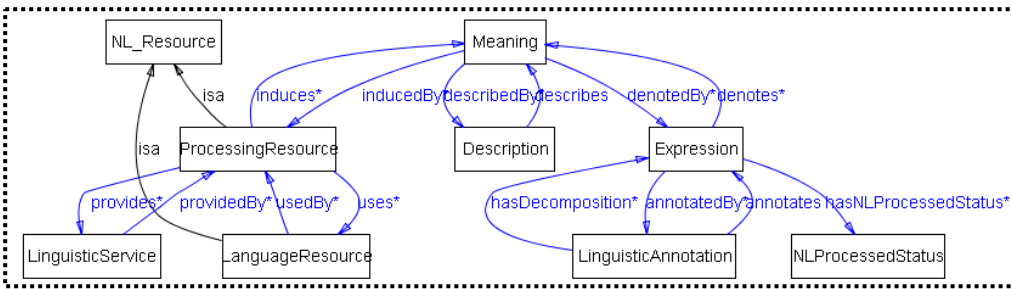 NL_Resource
Meaning
isa
induces*
inducedBy*
describedBy*
describes
denotedBy*
denotes*
isa
ProcessingResource
Description
Expression
provides*
providedBy*
usedBy*
uses*
hasDecomposition*
annotatedBy*
annotates
hasNLProcessedStatus*
LinguisticService
LanguageResource
LinguisticAnnotation
NLProcessedStatus